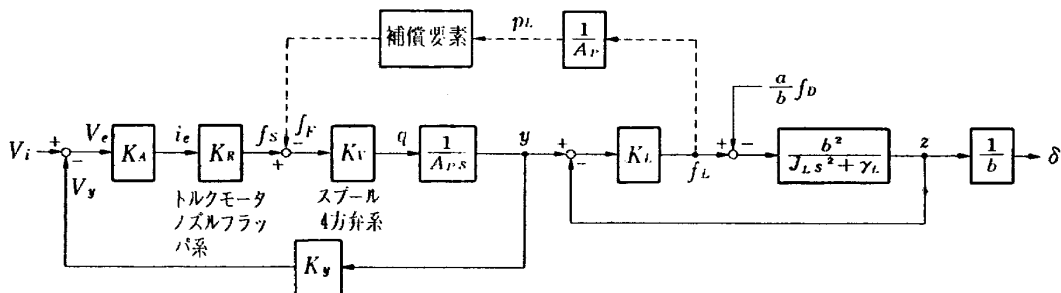 補償要素
p_L
1/A_P
a/b f_D
V_i
+
−
V_e
K_A
i_e
K_R
f_S
+
−
f_F
K_V
q
1/A_P s
y
+
−
K_L
f_L
+
−
b²/J_L s² + γ_L
z
1/b
δ
V_y
トルクモータ
ノズルフラッ
パ系
スプール
4方弁系
K_y